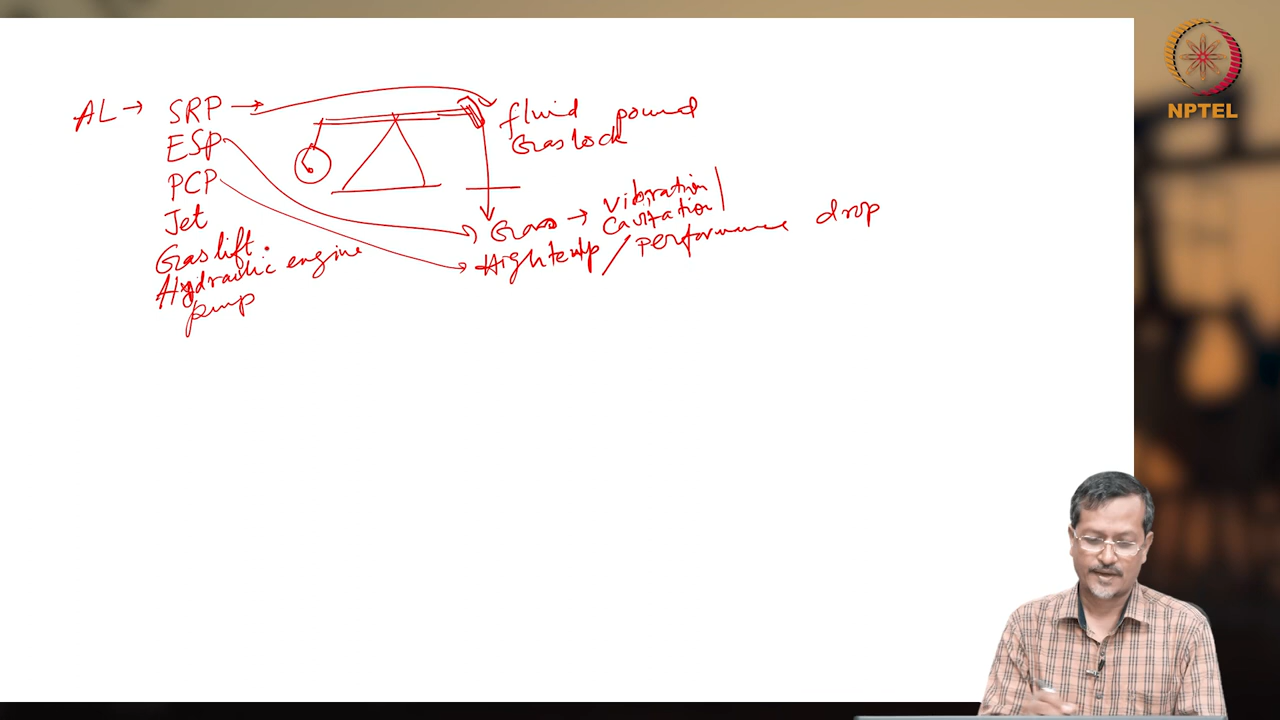 AL → SRP →
ESP
PCP
Jet
Gas lift.
Hydraulic engine
pump
fluid pound
Gas lock
Gas → vibration
cavitation
High temp / performance drop
NPTEL